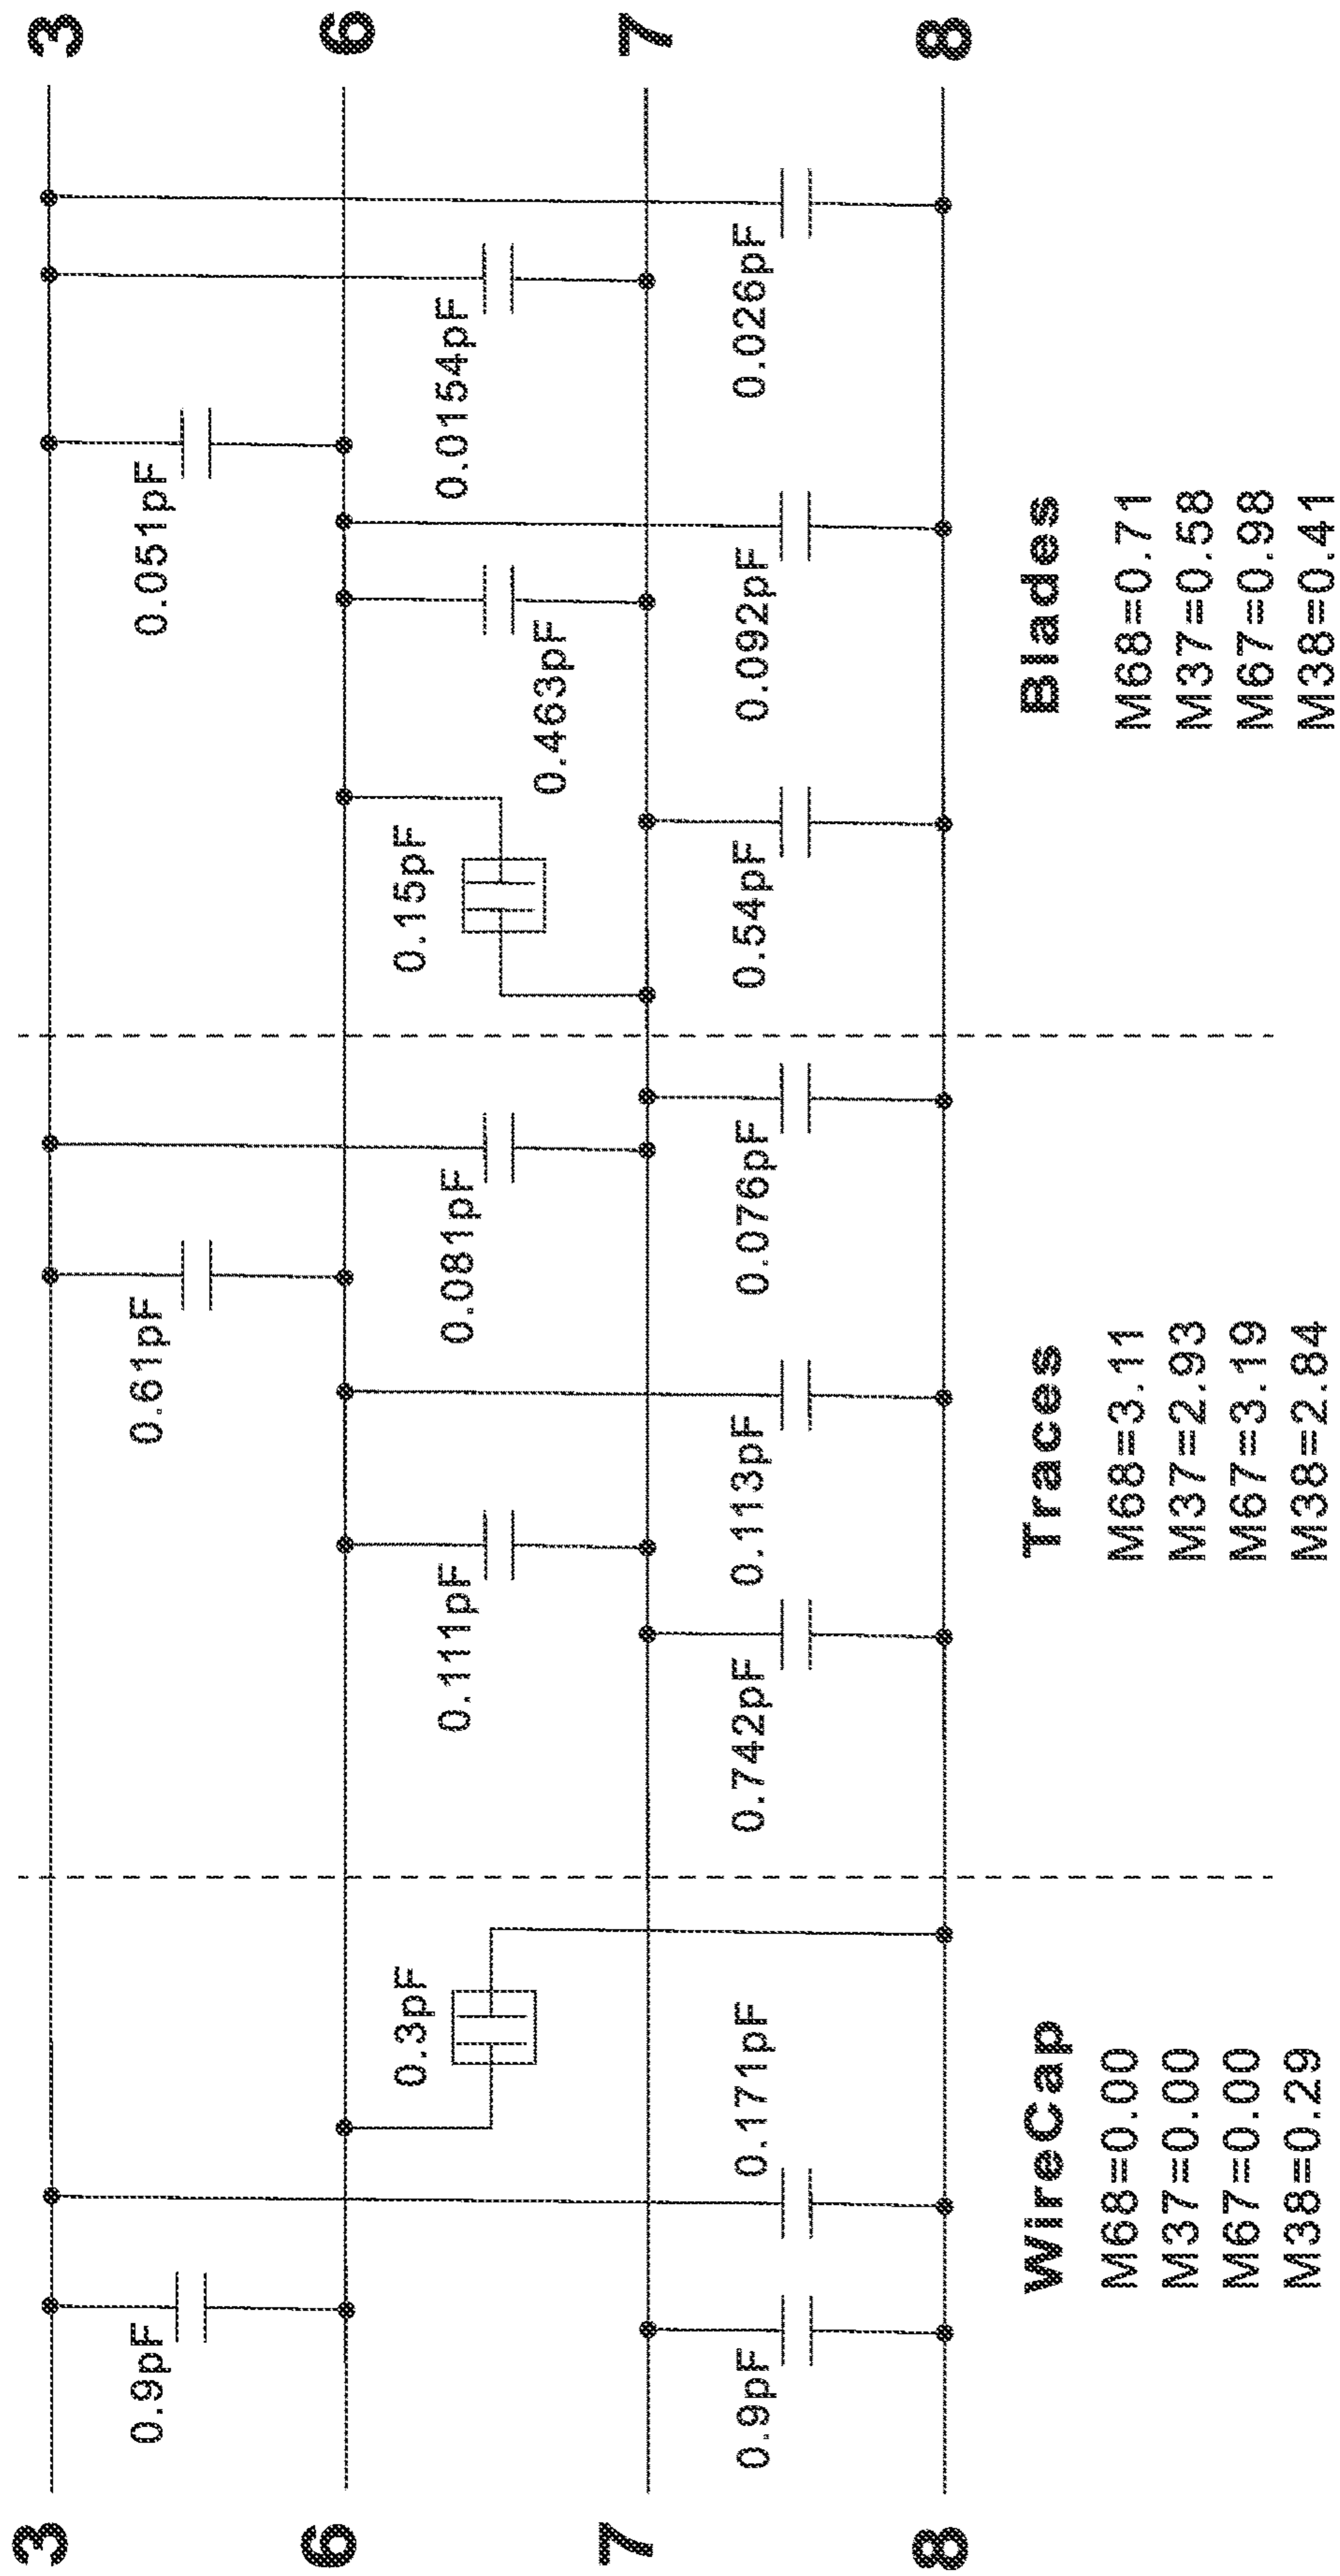 3
6
7
8
0.9pF
0.9pF
0.171pF
0.3pF
WireCap
M68=0.00
M37=0.00
M67=0.00
M38=0.29
0.61pF
0.111pF
0.081pF
0.742pF
0.113pF
0.076pF
Traces
M68=3.11
M37=2.93
M67=3.19
M38=2.84
0.051pF
0.15pF
0.463pF
0.0154pF
0.54pF
0.092pF
0.026pF
Blades
M68=0.71
M37=0.58
M67=0.98
M38=0.41
3
6
7
8